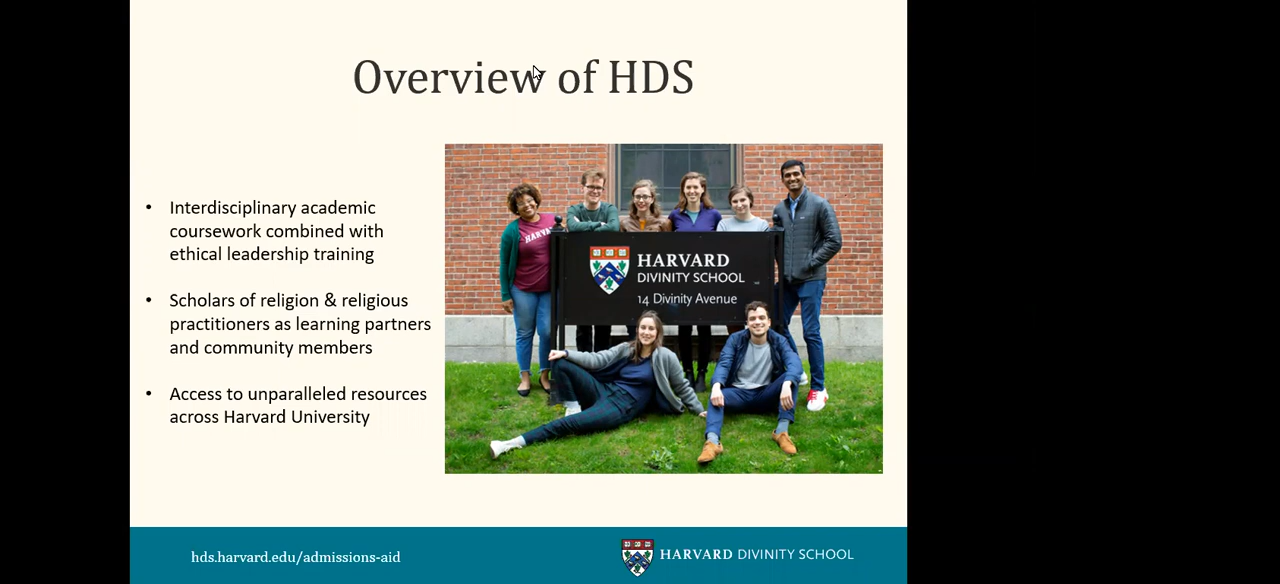 Overview of HDS
• Interdisciplinary academic
coursework combined with
ethical leadership training
• Scholars of religion & religious
practitioners as learning partners
and community members
• Access to unparalleled resources
across Harvard University
HARV
HARVARD
DIVINITY SCHOOL
14 Divinity Avenue
hds.harvard.edu/admissions-aid
HARVARD DIVINITY SCHOOL